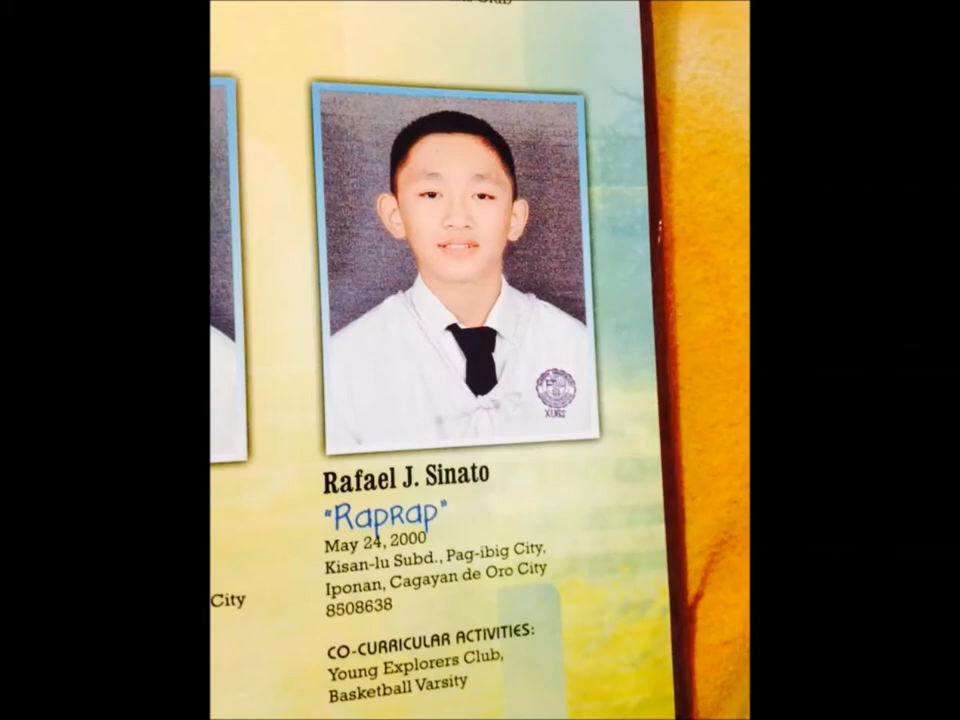 Rafael J. Sinato
"RapRap"
May 24, 2000
Kisan-lu Subd., Pag-ibig City,
Iponan, Cagayan de Oro City
8508638
City
CO-CURRICULAR ACTIVITIES:
Young Explorers Club,
Basketball Varsity